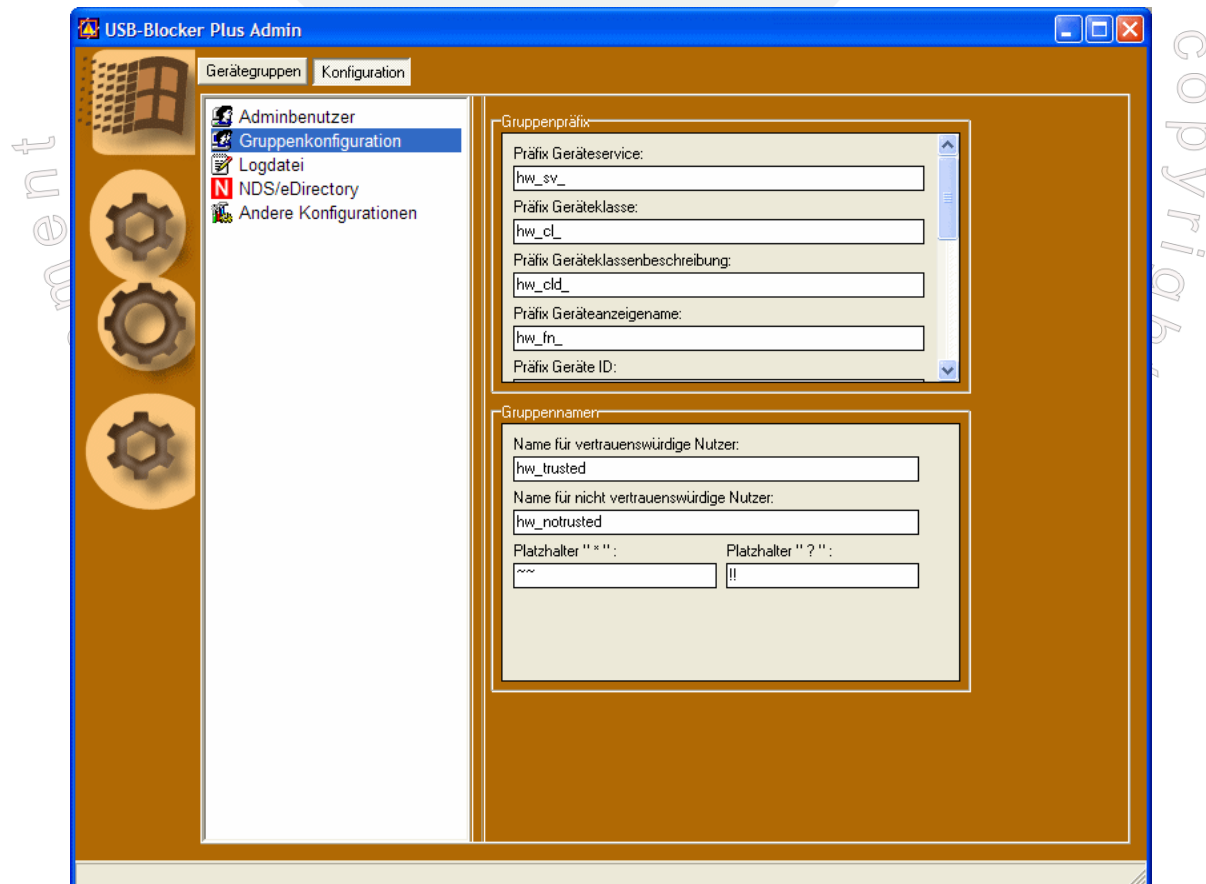 USB-Blocker Plus Admin
Gerätegruppen
Konfiguration
Adminbenutzer
Gruppenkonfiguration
Logdatei
NDS/eDirectory
Andere Konfigurationen
Gruppenpräfix
Präfix Geräteservice:
hw_sv_
Präfix Geräteklasse:
hw_cl_
Präfix Geräteklassenbeschreibung:
hw_cld_
Präfix Geräteanzeigename:
hw_fn_
Präfix Geräte ID:
Gruppennamen
Name für vertrauenswürdige Nutzer:
hw_trusted
Name für nicht vertrauenswürdige Nutzer:
hw_notrusted
Platzhalter " * " : Platzhalter " ? " :
~~ !!